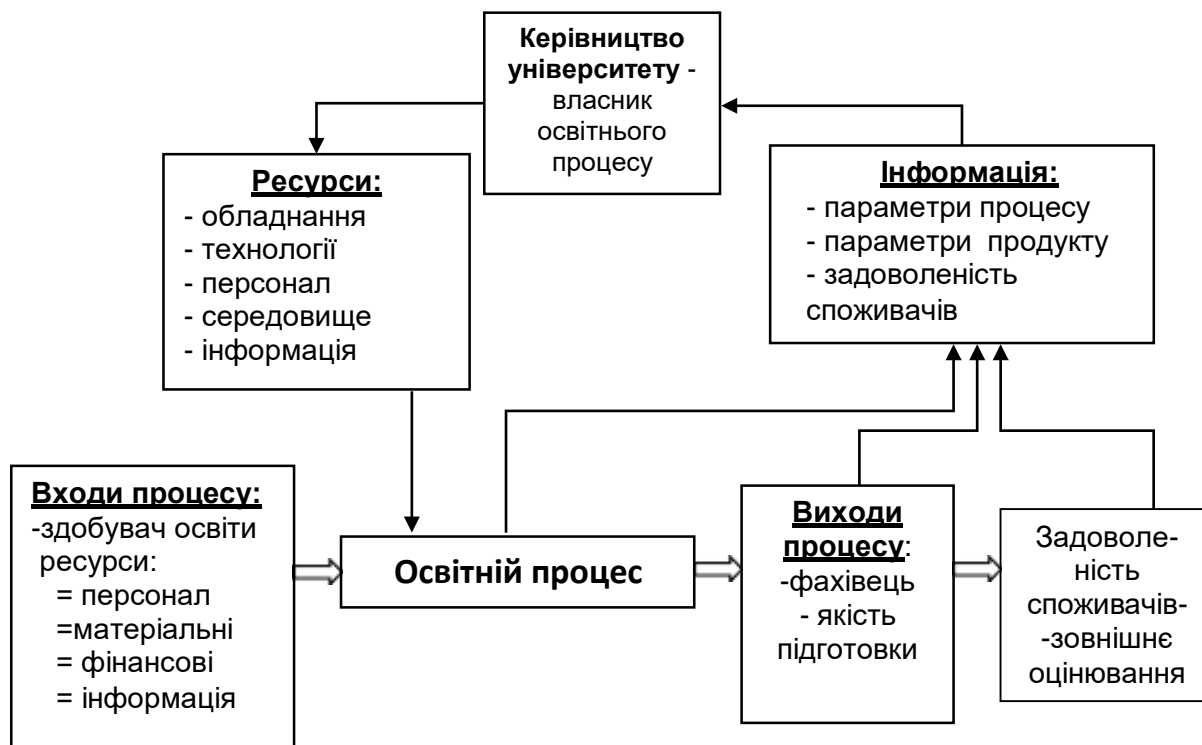 Керівництво
університету -
власник
освітнього
процесу
Ресурси:
- обладнання
- технології
- персонал
- середовище
- інформація
Інформація:
- параметри процесу
- параметри продукту
- задоволеність
споживачів
Входи процесу:
-здобувач освіти
ресурси:
= персонал
=матеріальні
= фінансові
= інформація
Освітній процес
Виходи
процесу:
-фахівець
- якість
підготовки
Задоволе-
ність
споживачів-
-зовнішнє
оцінювання